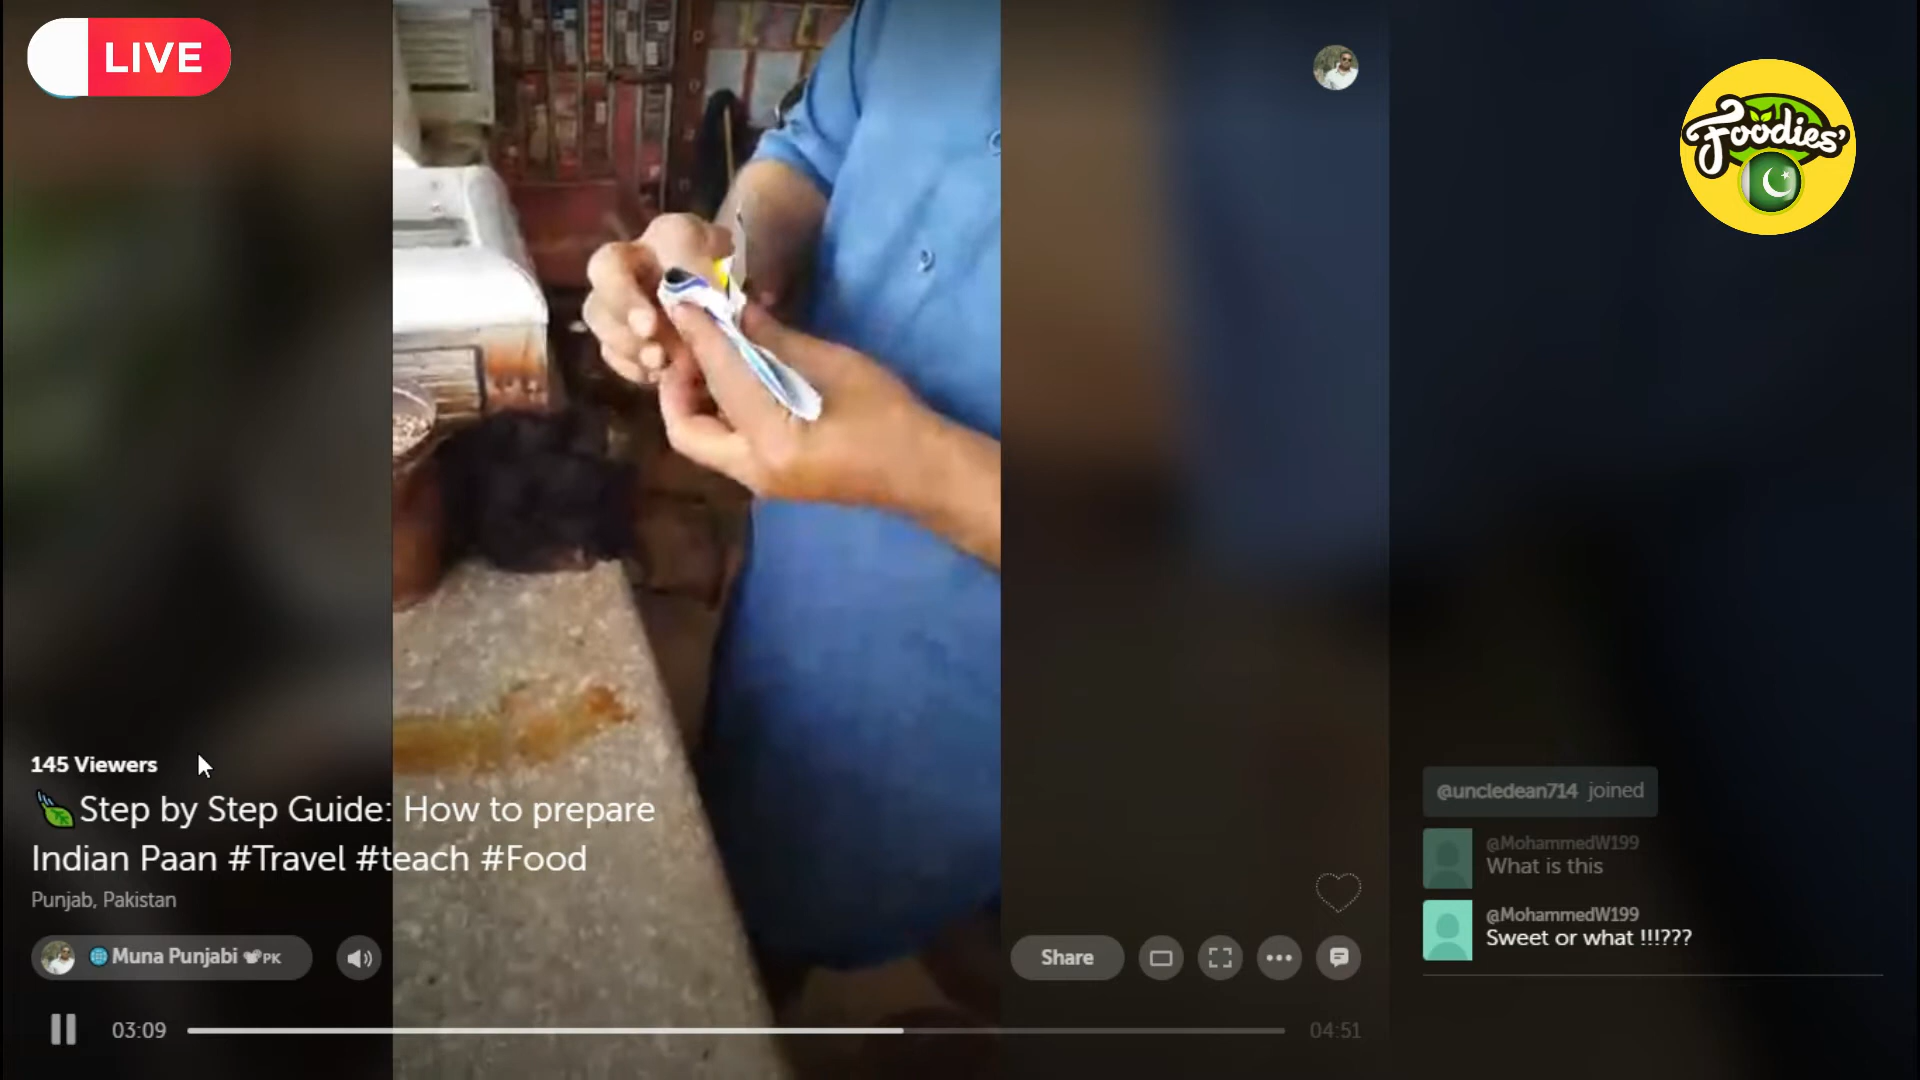 LIVE
Foodies'
145 Viewers
Step by Step Guide: How to prepare
Indian Paan #Travel #teach #Food
Punjab, Pakistan
Muna Punjabi PK
Share
03:09
04:51
@uncledean714 joined
@MohammedW199
What is this
@MohammedW199
Sweet or what !!!???